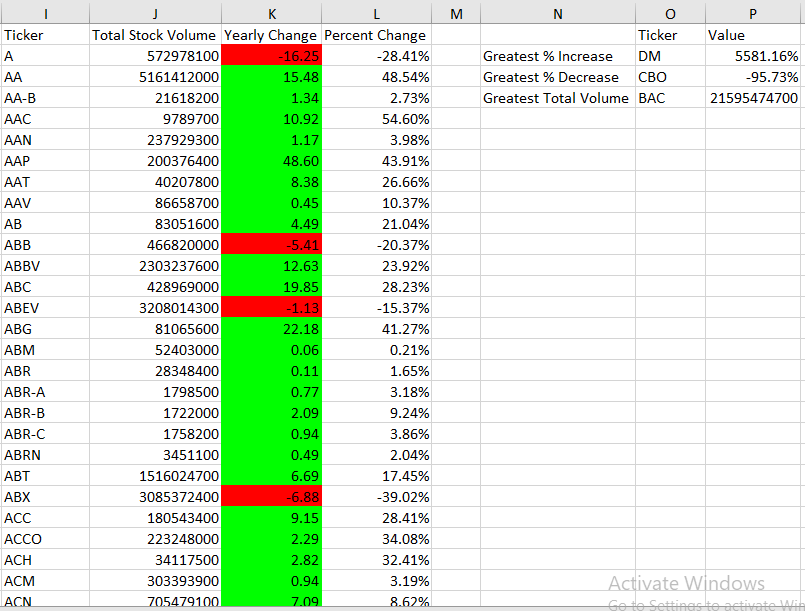 I J K L M N O P
Ticker Total Stock Volume Yearly Change Percent Change Ticker Value
A 572978100 -16.25 -28.41% Greatest % Increase DM 5581.16%
AA 5161412000 15.48 48.54% Greatest % Decrease CBO -95.73%
AA-B 21618200 1.34 2.73% Greatest Total Volume BAC 21595474700
AAC 9789700 10.92 54.60%
AAN 237929300 1.17 3.98%
AAP 200376400 48.60 43.91%
AAT 40207800 8.38 26.66%
AAV 86658700 0.45 10.37%
AB 83051600 4.49 21.04%
ABB 466820000 -5.41 -20.37%
ABBV 2303237600 12.63 23.92%
ABC 428969000 19.85 28.23%
ABEV 3208014300 -1.13 -15.37%
ABG 81065600 22.18 41.27%
ABM 52403000 0.06 0.21%
ABR 28348400 0.11 1.65%
ABR-A 1798500 0.77 3.18%
ABR-B 1722000 2.09 9.24%
ABR-C 1758200 0.94 3.86%
ABRN 3451100 0.49 2.04%
ABT 1516024700 6.69 17.45%
ABX 3085372400 -6.88 -39.02%
ACC 180543400 9.15 28.41%
ACCO 223248000 2.29 34.08%
ACH 34117500 2.82 32.41%
ACM 303393900 0.94 3.19%
ACN 705479100 7.09 8.62%
Activate Windows
Go to Settings to activate Win